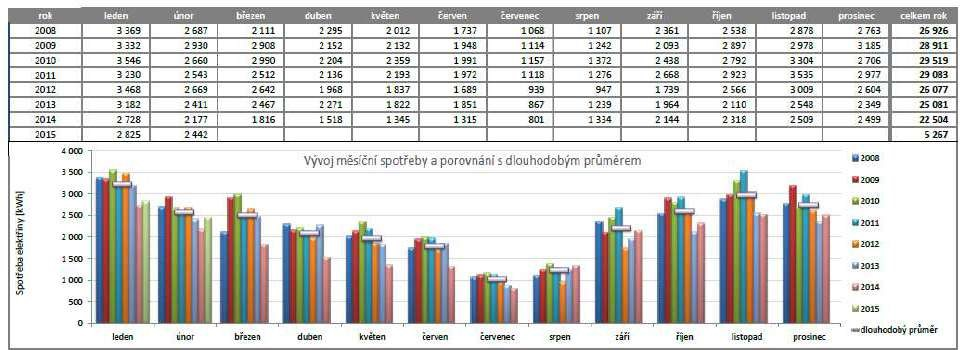 rok leden únor březen duben květen červen červenec srpen září říjen listopad prosinec celkem rok
2008 3 369 2 687 2 111 2 295 2 012 1 737 1 068 1 107 2 361 2 538 2 878 2 763 26 926
2009 3 332 2 930 2 908 2 152 2 132 1 948 1 114 1 242 2 093 2 897 2 978 3 185 28 911
2010 3 546 2 660 2 990 2 204 2 359 1 991 1 157 1 372 2 438 2 792 3 304 2 706 29 519
2011 3 230 2 543 2 512 2 136 2 193 1 972 1 118 1 276 2 668 2 923 3 535 2 977 29 083
2012 3 468 2 669 2 642 1 968 1 837 1 689 939 947 1 739 2 566 3 009 2 604 26 077
2013 3 182 2 411 2 467 2 271 1 822 1 851 867 1 239 1 964 2 110 2 548 2 349 25 081
2014 2 728 2 177 1 816 1 518 1 345 1 315 801 1 334 2 144 2 318 2 509 2 499 22 504
2015 2 825 2 442 5 267
Vývoj měsíční spotřeby a porovnání s dlouhodobým průměrem
Spotřeba elektřiny [kWh]
4 000
3 500
3 000
2 500
2 000
1 500
1 000
500
0
leden únor březen duben květen červen červenec srpen září říjen listopad prosinec
2008
2009
2010
2011
2012
2013
2014
2015
dlouhodobý průměr